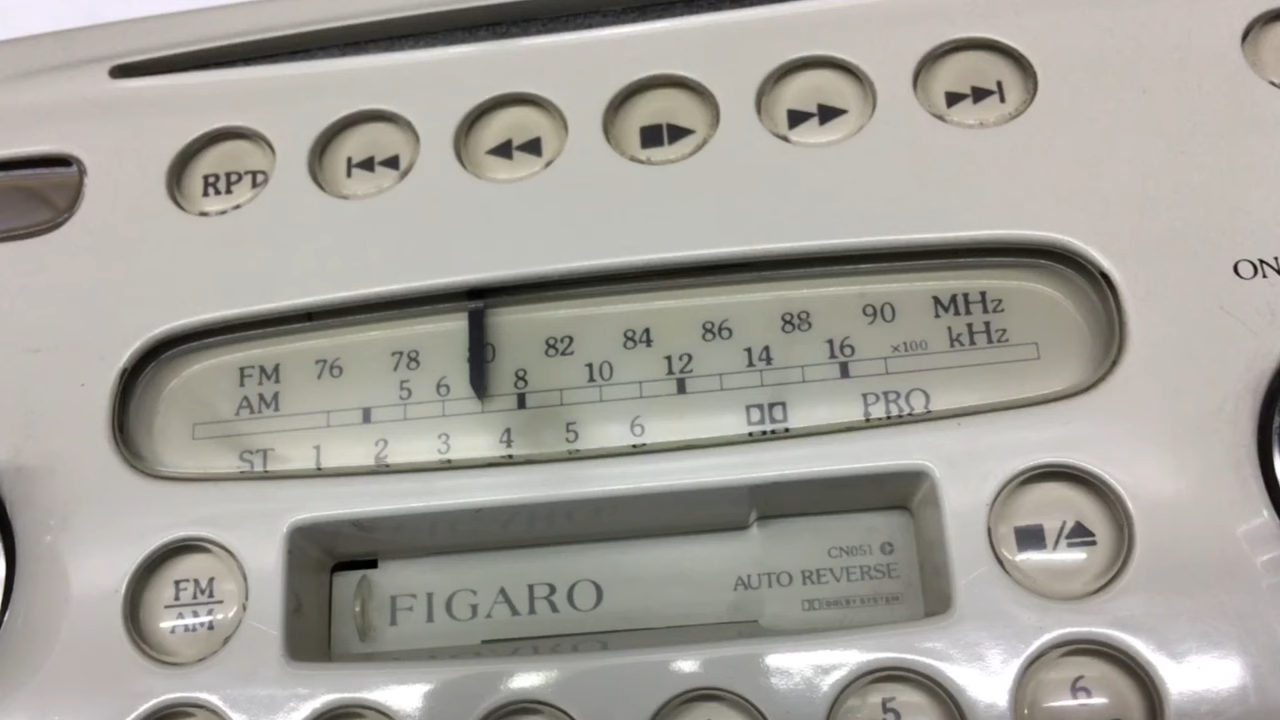 RPT
ON
FM 76 78 80 82 84 86 88 90 MHz
AM 5 6 8 10 12 14 16 ×100 kHz
ST 1 2 3 4 5 6 PRO
FM
AM
FIGARO
CN051
AUTO REVERSE
DOLBY SYSTEM
5
6